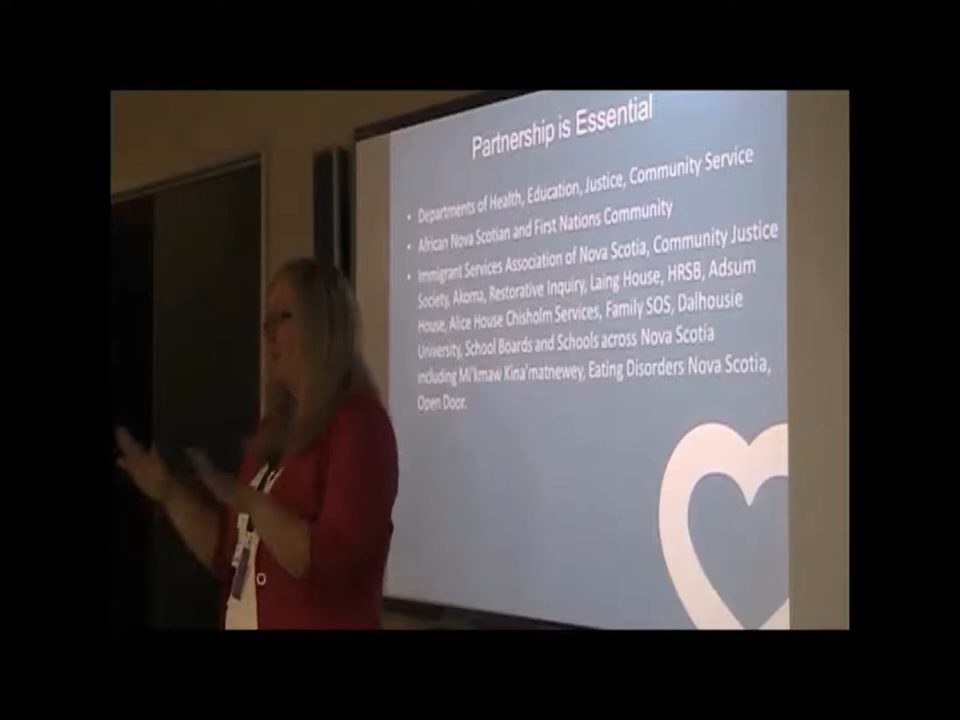 Partnership is Essential
• Departments of Health, Education, Justice, Community Service
• African Nova Scotian and First Nations Community
• Immigrant Services Association of Nova Scotia, Community Justice
Society, Akoma, Restorative Inquiry, Laing House, HRSB, Adsum
House, Alice House Chisholm Services, Family SOS, Dalhousie
University, School Boards and Schools across Nova Scotia
including Mi'kmaw Kina'matnewey, Eating Disorders Nova Scotia,
Open Door.